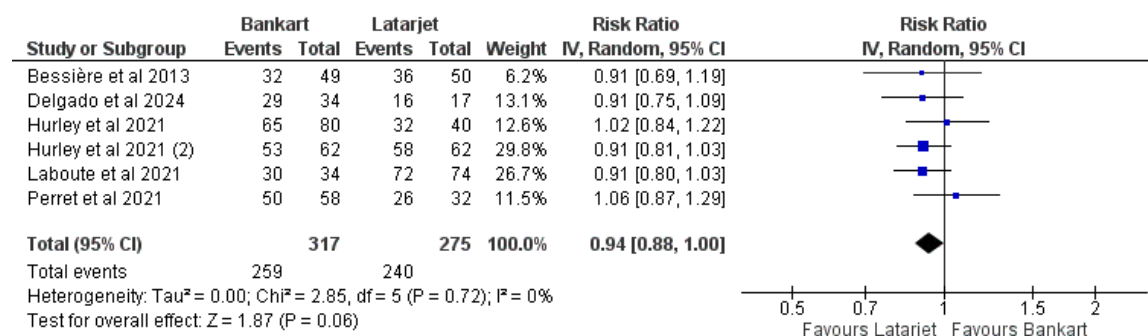 Bankart Latarjet Risk Ratio Risk Ratio
Study or Subgroup Events Total Events Total Weight IV, Random, 95% CI IV, Random, 95% CI
Bessière et al 2013 32 49 36 50 6.2% 0.91 [0.69, 1.19]
Delgado et al 2024 29 34 16 17 13.1% 0.91 [0.75, 1.09]
Hurley et al 2021 65 80 32 40 12.6% 1.02 [0.84, 1.22]
Hurley et al 2021 (2) 53 62 58 62 29.8% 0.91 [0.81, 1.03]
Laboute et al 2021 30 34 72 74 26.7% 0.91 [0.80, 1.03]
Perret et al 2021 50 58 26 32 11.5% 1.06 [0.87, 1.29]
Total (95% CI) 317 275 100.0% 0.94 [0.88, 1.00]
Total events 259 240
Heterogeneity: Tau² = 0.00; Chi² = 2.85, df = 5 (P = 0.72); I² = 0%
Test for overall effect: Z = 1.87 (P = 0.06)
0.5 0.7 1 1.5 2
Favours Latarjet Favours Bankart